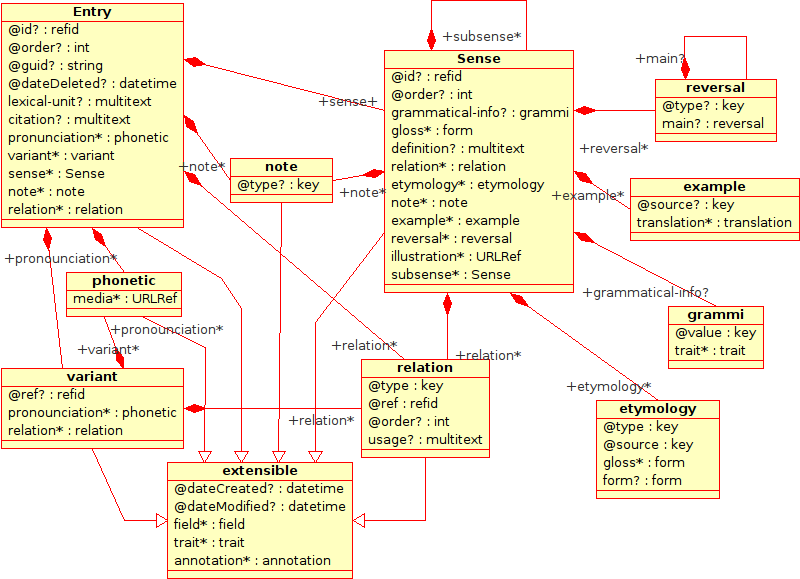 Entry
@id? : refid
@order? : int
@guid? : string
@dateDeleted? : datetime
lexical-unit? : multitext
citation? : multitext
pronunciation* : phonetic
variant* : variant
sense* : Sense
note* : note
relation* : relation
+subsense*
Sense
@id? : refid
@order? : int
grammatical-info? : grammi
gloss* : form
definition? : multitext
relation* : relation
etymology* : etymology
note* : note
example* : example
reversal* : reversal
illustration* : URLRef
subsense* : Sense
+main?
reversal
@type? : key
main? : reversal
+sense+
+reversal*
+note*
note
@type? : key
+note*
+example*
example
@source? : key
translation* : translation
+pronounciation*
phonetic
media* : URLRef
+grammatical-info?
grammi
@value : key
trait* : trait
+pronounciation*
+variant*
+relation*
+relation*
variant
@ref? : refid
pronounciation* : phonetic
relation* : relation
relation
@type : key
@ref : refid
@order? : int
usage? : multitext
+relation*
+etymology*
etymology
@type : key
@source : key
gloss* : form
form? : form
extensible
@dateCreated? : datetime
@dateModified? : datetime
field* : field
trait* : trait
annotation* : annotation